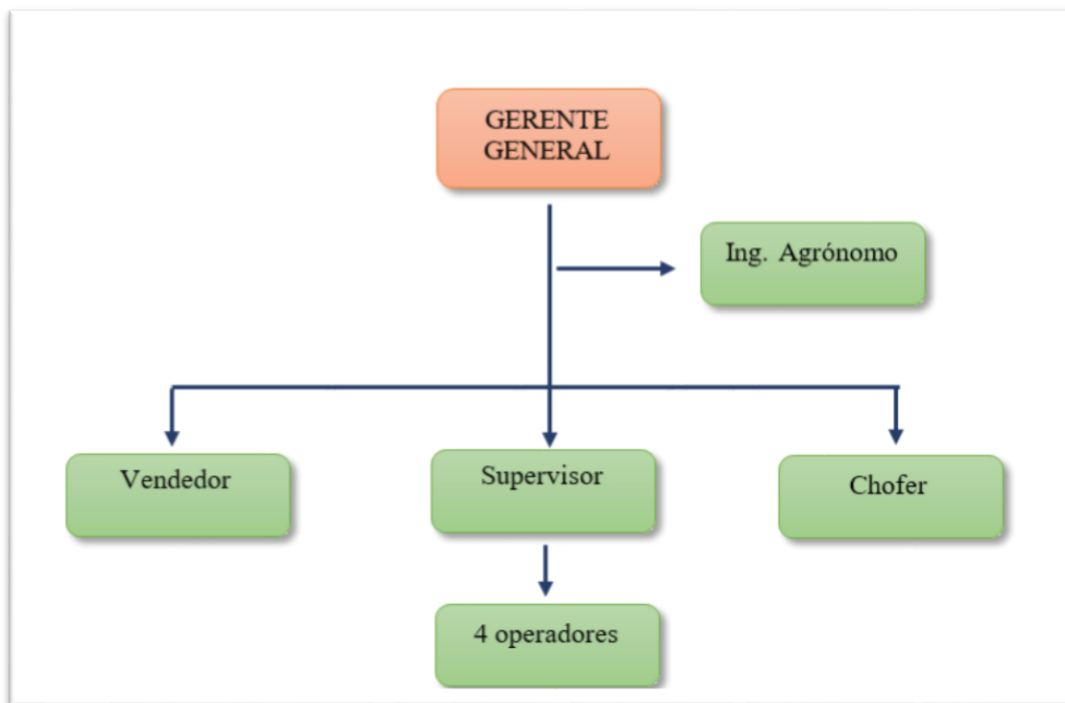 GERENTE
GENERAL
Ing. Agrónomo
Vendedor
Supervisor
Chofer
4 operadores